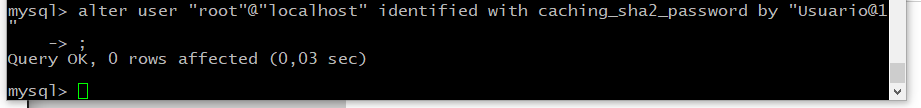 mysql> alter user "root"@"localhost" identified with caching_sha2_password by "Usuario@1
"
    -> ;
Query OK, 0 rows affected (0,03 sec)
mysql>